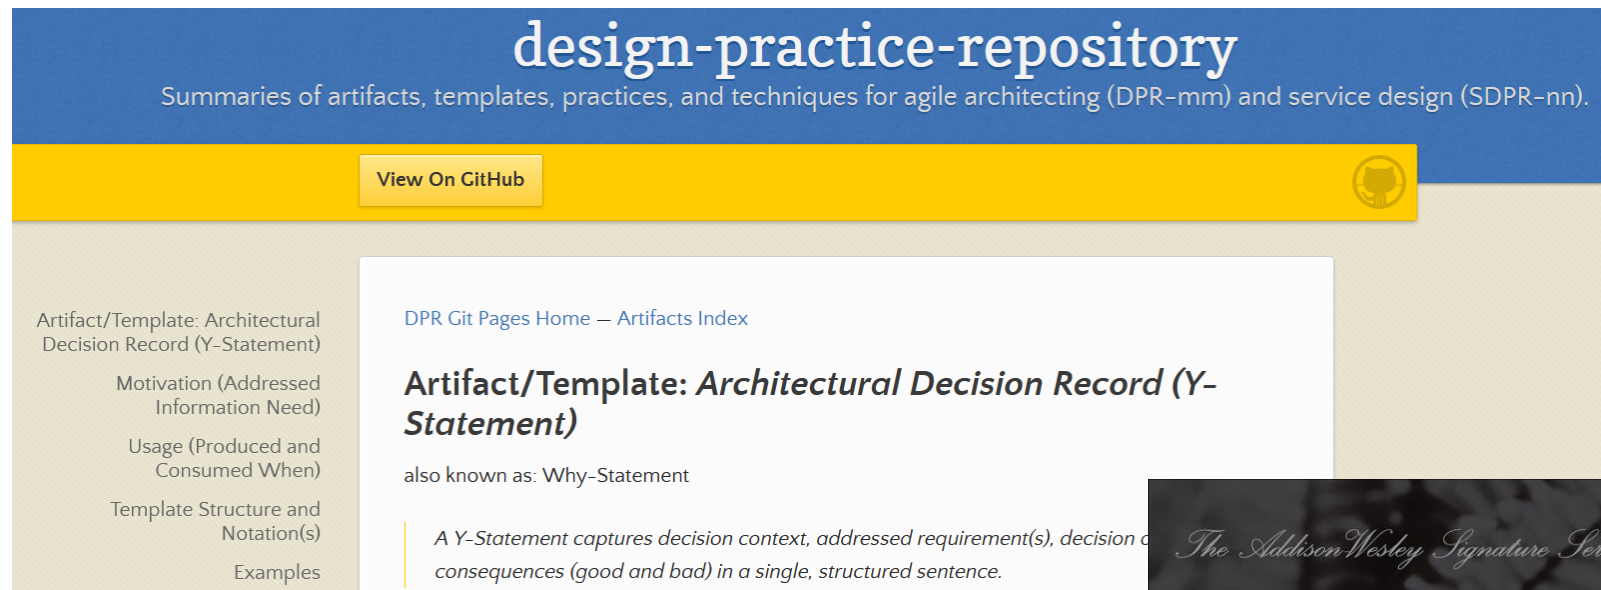 design-practice-repository
Summaries of artifacts, templates, practices, and techniques for agile architecting (DPR-mm) and service design (SDPR-nn).
View On GitHub
Artifact/Template: Architectural
Decision Record (Y-Statement)
Motivation (Addressed
Information Need)
Usage (Produced and
Consumed When)
Template Structure and
Notation(s)
Examples
DPR Git Pages Home — Artifacts Index
Artifact/Template: Architectural Decision Record (Y-
Statement)
also known as: Why-Statement
A Y-Statement captures decision context, addressed requirement(s), decision
consequences (good and bad) in a single, structured sentence.
The Addison-Wesley Signature